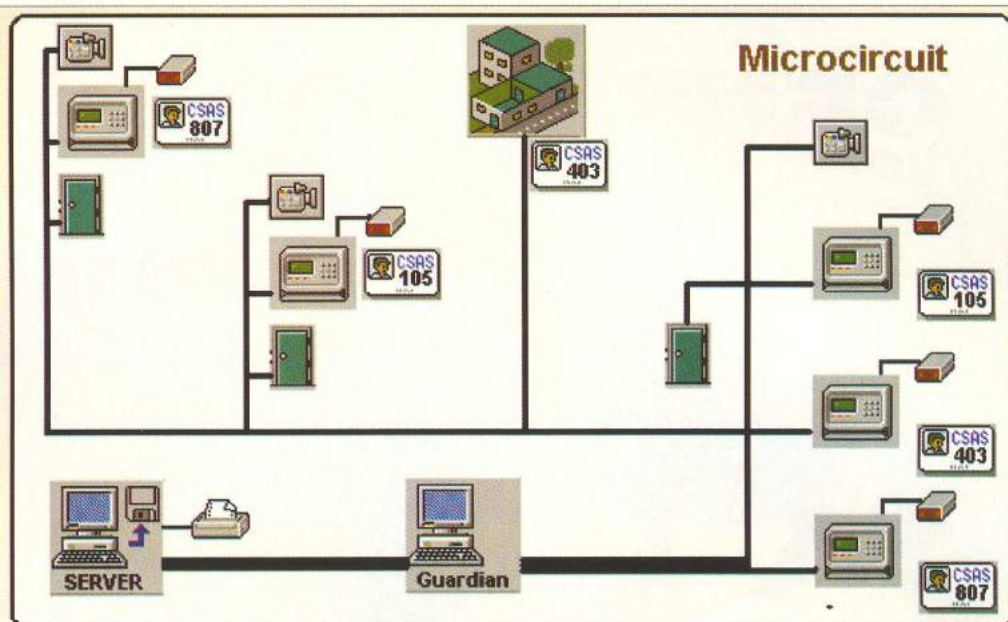 Microcircuit
CSAS
807
CSAS
403
CSAS
105
CSAS
105
CSAS
403
SERVER
Guardian
CSAS
807